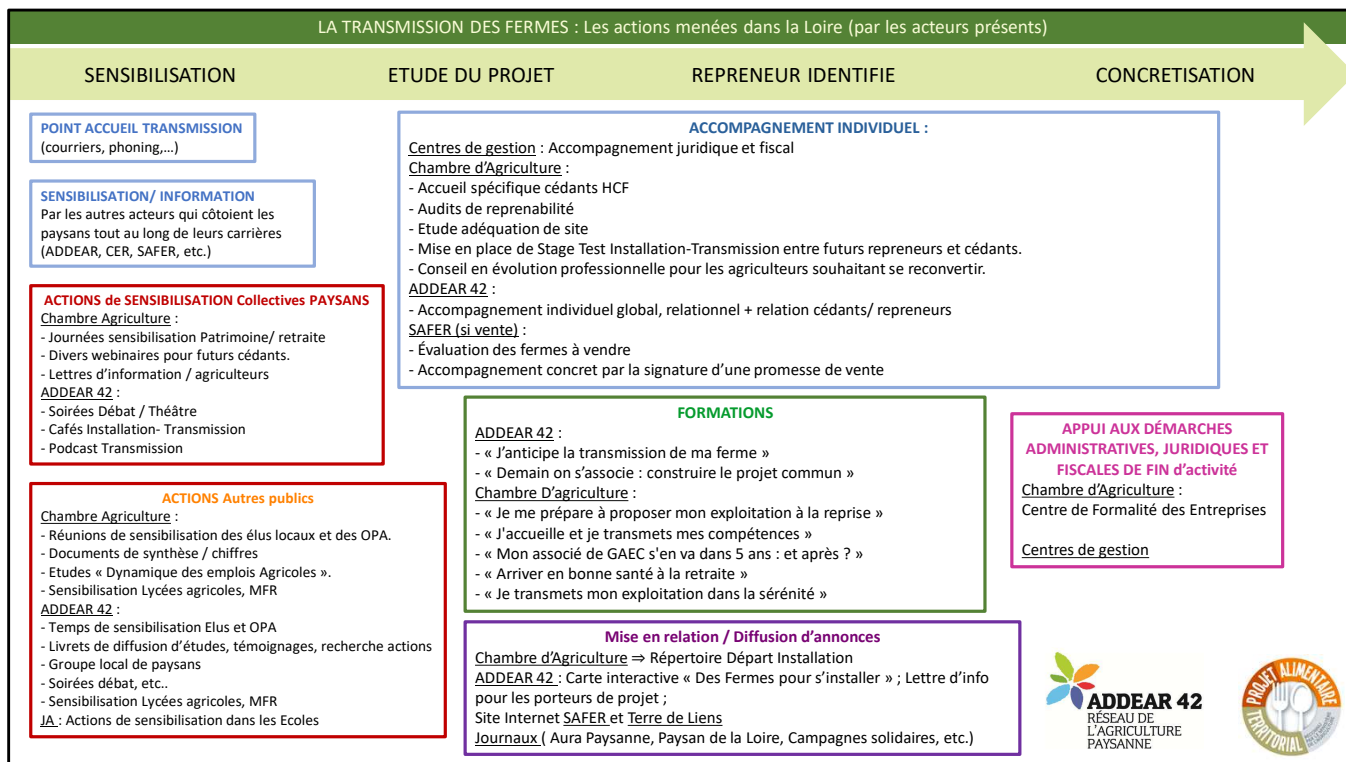 LA TRANSMISSION DES FERMES : Les actions menées dans la Loire (par les acteurs présents)
SENSIBILISATION
ETUDE DU PROJET
REPRENEUR IDENTIFIE
CONCRETISATION
POINT ACCUEIL TRANSMISSION
(courriers, phoning,…)
SENSIBILISATION/ INFORMATION
Par les autres acteurs qui côtoient les
paysans tout au long de leurs carrières
(ADDEAR, CER, SAFER, etc.)
ACTIONS de SENSIBILISATION Collectives PAYSANS
Chambre Agriculture :
- Journées sensibilisation Patrimoine/ retraite
- Divers webinaires pour futurs cédants.
- Lettres d'information / agriculteurs
ADDEAR 42 :
- Soirées Débat / Théâtre
- Cafés Installation- Transmission
- Podcast Transmission
ACTIONS Autres publics
Chambre Agriculture :
- Réunions de sensibilisation des élus locaux et des OPA.
- Documents de synthèse / chiffres
- Etudes « Dynamique des emplois Agricoles ».
- Sensibilisation Lycées agricoles, MFR
ADDEAR 42 :
- Temps de sensibilisation Elus et OPA
- Livrets de diffusion d'études, témoignages, recherche actions
- Groupe local de paysans
- Soirées débat, etc..
- Sensibilisation Lycées agricoles, MFR
JA : Actions de sensibilisation dans les Ecoles
ACCOMPAGNEMENT INDIVIDUEL :
Centres de gestion : Accompagnement juridique et fiscal
Chambre d'Agriculture :
- Accueil spécifique cédants HCF
- Audits de reprenabilité
- Etude adéquation de site
- Mise en place de Stage Test Installation-Transmission entre futurs repreneurs et cédants.
- Conseil en évolution professionnelle pour les agriculteurs souhaitant se reconvertir.
ADDEAR 42 :
- Accompagnement individuel global, relationnel + relation cédants/ repreneurs
SAFER (si vente) :
- Évaluation des fermes à vendre
- Accompagnement concret par la signature d'une promesse de vente
FORMATIONS
ADDEAR 42 :
- « J'anticipe la transmission de ma ferme »
- « Demain on s'associe : construire le projet commun »
Chambre D'agriculture :
- « Je me prépare à proposer mon exploitation à la reprise »
- « J'accueille et je transmets mes compétences »
- « Mon associé de GAEC s'en va dans 5 ans : et après ? »
- « Arriver en bonne santé à la retraite »
- « Je transmets mon exploitation dans la sérénité »
Mise en relation / Diffusion d'annonces
Chambre d'Agriculture ⇒ Répertoire Départ Installation
ADDEAR 42 : Carte interactive « Des Fermes pour s'installer » ; Lettre d'info
pour les porteurs de projet ;
Site Internet SAFER et Terre de Liens
Journaux ( Aura Paysanne, Paysan de la Loire, Campagnes solidaires, etc.)
APPUI AUX DÉMARCHES
ADMINISTRATIVES, JURIDIQUES ET
FISCALES DE FIN d'activité
Chambre d'Agriculture :
Centre de Formalité des Entreprises
Centres de gestion
ADDEAR 42
RÉSEAU DE
L'AGRICULTURE
PAYSANNE
PROJET ALIMENTAIRE
TERRITORIAL